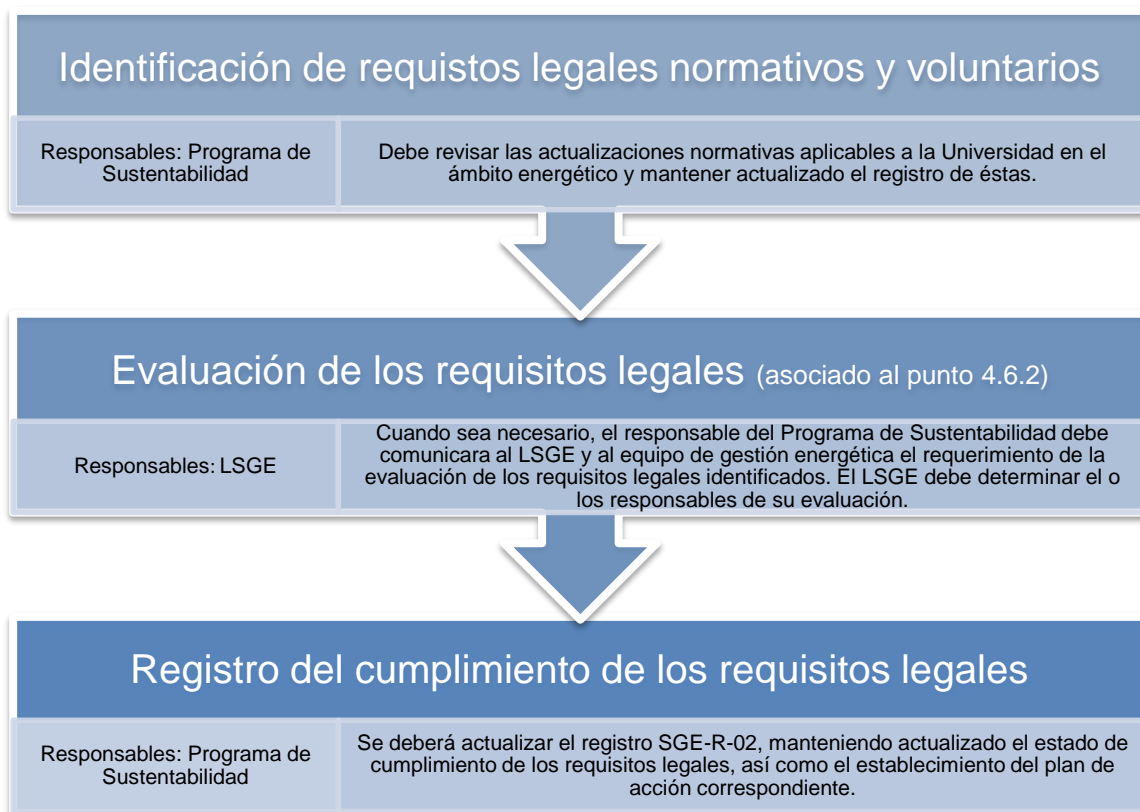 Identificación de requistos legales normativos y voluntarios
Responsables: Programa de
Sustentabilidad
Debe revisar las actualizaciones normativas aplicables a la Universidad en el
ámbito energético y mantener actualizado el registro de éstas.
Evaluación de los requisitos legales (asociado al punto 4.6.2)
Responsables: LSGE
Cuando sea necesario, el responsable del Programa de Sustentabilidad debe
comunicara al LSGE y al equipo de gestión energética el requerimiento de la
evaluación de los requisitos legales identificados. El LSGE debe determinar el o
los responsables de su evaluación.
Registro del cumplimiento de los requisitos legales
Responsables: Programa de
Sustentabilidad
Se deberá actualizar el registro SGE-R-02, manteniendo actualizado el estado de
cumplimiento de los requisitos legales, así como el establecimiento del plan de
acción correspondiente.